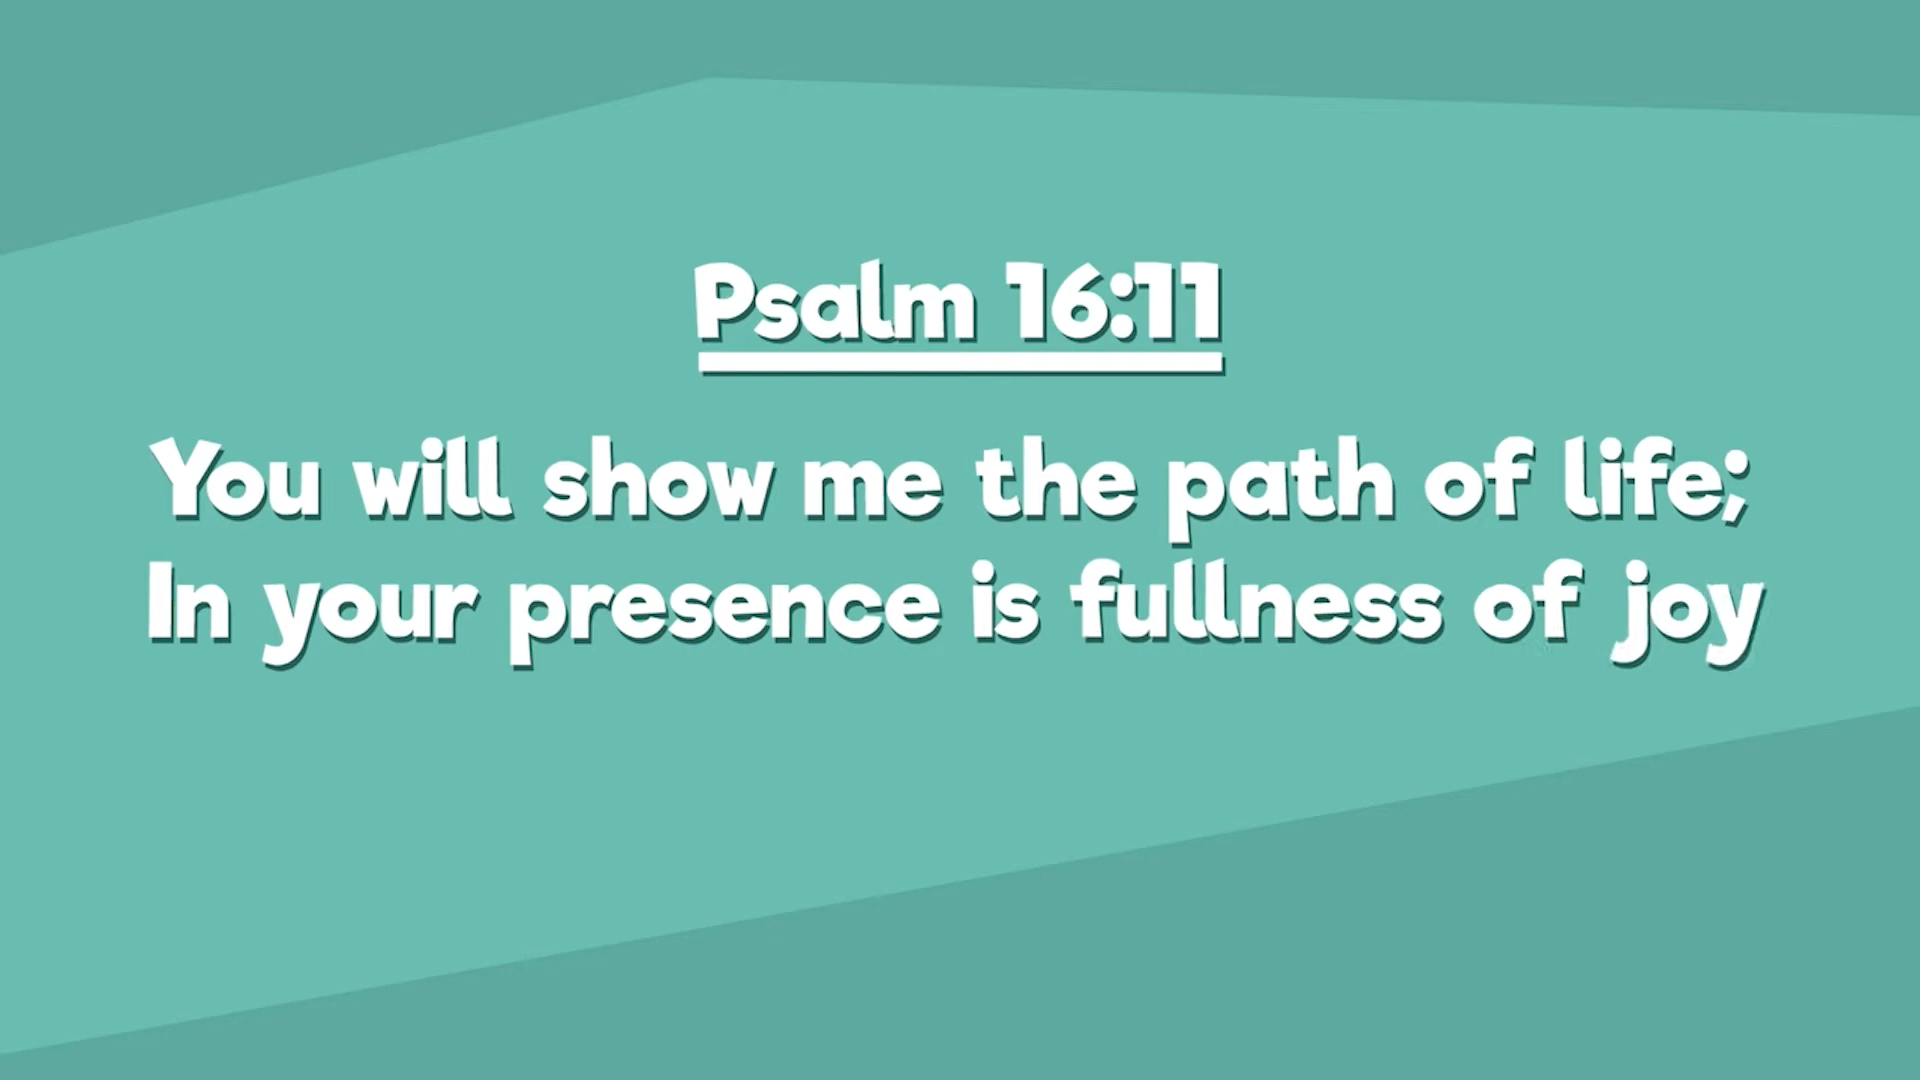 Psalm 16:11
You will show me the path of life;
In your presence is fullness of joy